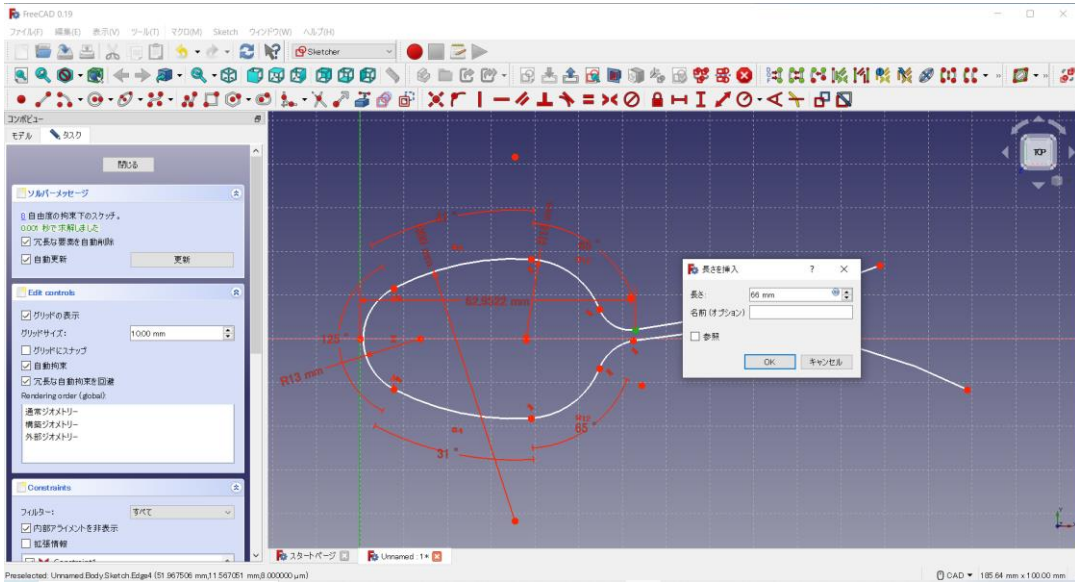 FreeCAD 0.19
ファイル(F) 編集(E) 表示(V) ツール(T) マクロ(M) Sketch ウィンドウ(W) ヘルプ(H)
Sketcher
コンボビュー
モデル タスク
閉じる
ソルバーメッセージ
0 自由度の拘束下のスケッチ。
0.001 秒で求解しました
冗長な要素を自動削除
自動更新 更新
Edit controls
グリッドの表示
グリッドサイズ: 10.00 mm
グリッドにスナップ
自動拘束
冗長な自動拘束を回避
Rendering order (global):
通常ジオメトリー
構築ジオメトリー
外部ジオメトリー
Constraints
フィルター: すべて
内部アライメントを非表示
拡張情報
Constraint1
62.9522 mm
125 °
R13 mm
65 °
31 °
TOP
長さを挿入 ? ×
長さ: 66 mm
名前 (オプション)
参照
OK キャンセル
スタートページ
Unnamed : 1*
Preselected: Unnamed.Body.Sketch.Edge4 (51.967506 mm,11.567051 mm,8.000000 μm)
CAD 185.64 mm x 100.00 mm